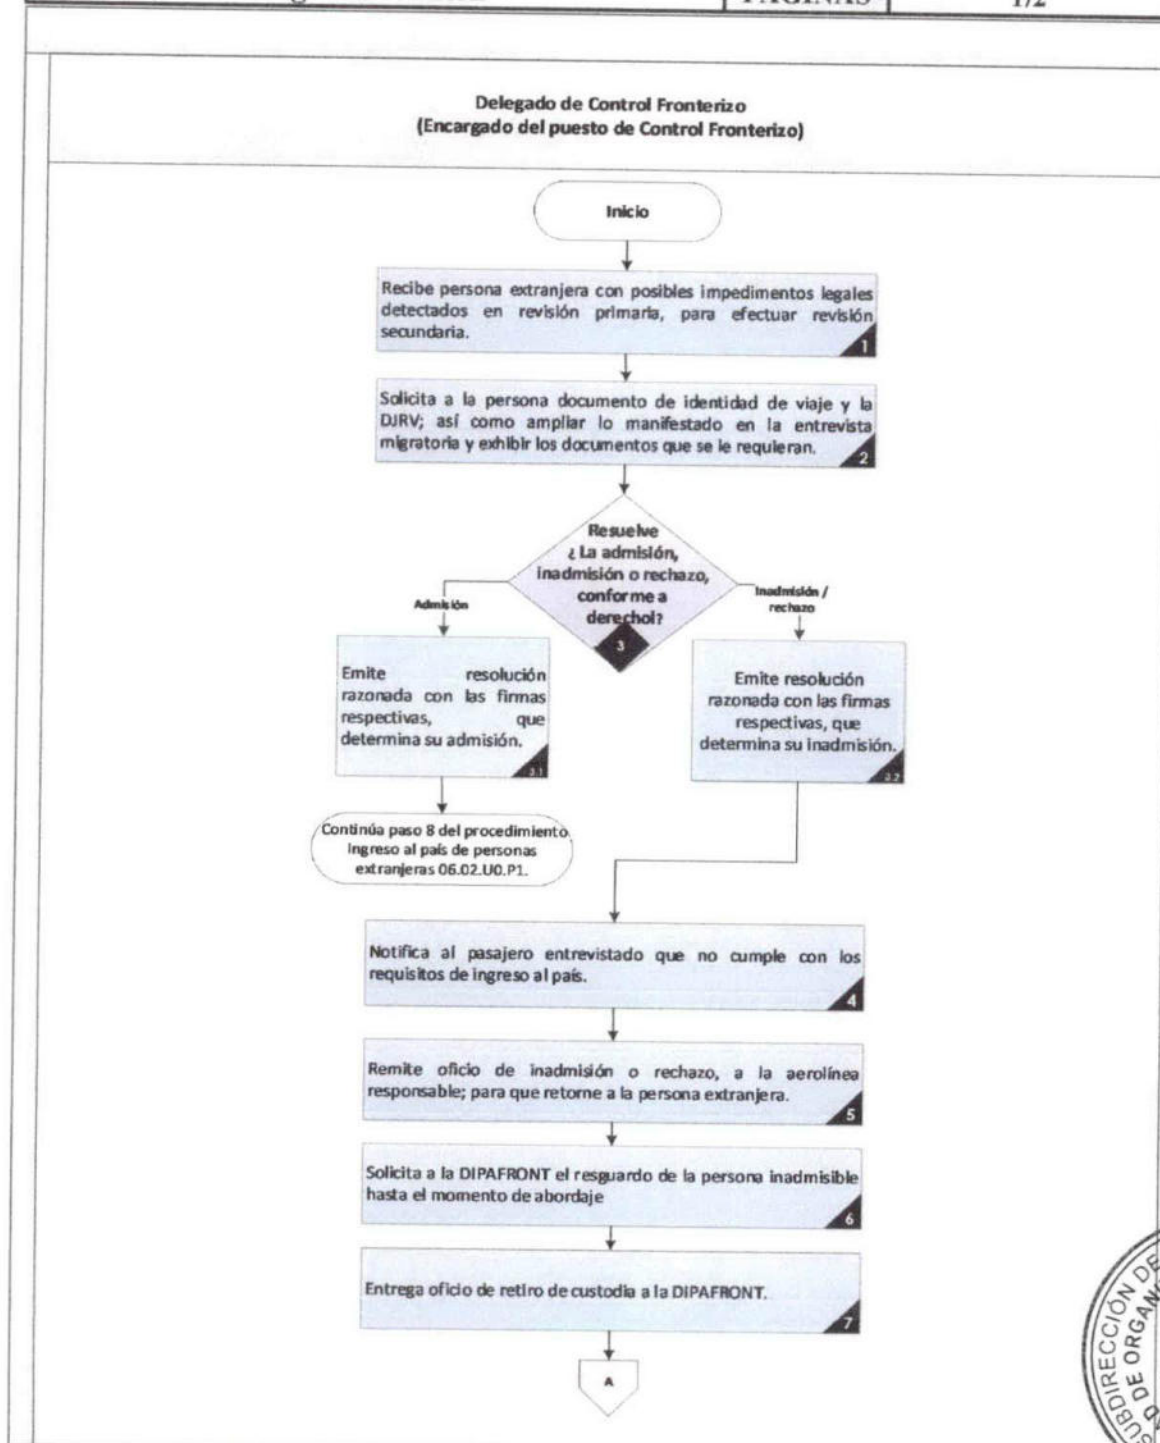 PÁGINAS
1/2
Delegado de Control Fronterizo
(Encargado del puesto de Control Fronterizo)
Inicio
Recibe persona extranjera con posibles impedimentos legales
detectados en revisión primaria, para efectuar revisión
secundaria.
1
Solicita a la persona documento de identidad de viaje y la
DJRV; así como ampliar lo manifestado en la entrevista
migratoria y exhibir los documentos que se le requieran.
2
Resuelve
¿ La admisión,
inadmisión o rechazo,
conforme a
derechol?
3
Admisión
Inadmisión /
rechazo
Emite resolución
razonada con las firmas
respectivas, que
determina su admisión.
3.1
Emite resolución
razonada con las firmas
respectivas, que
determina su inadmisión.
3.2
Continúa paso 8 del procedimiento
Ingreso al país de personas
extranjeras 06.02.U0.P1.
Notifica al pasajero entrevistado que no cumple con los
requisitos de ingreso al país.
4
Remite oficio de inadmisión o rechazo, a la aerolínea
responsable; para que retorne a la persona extranjera.
5
Solicita a la DIPAFRONT el resguardo de la persona inadmisible
hasta el momento de abordaje
6
Entrega oficio de retiro de custodia a la DIPAFRONT.
7
A
SUBDIRECCIÓN DE
DE